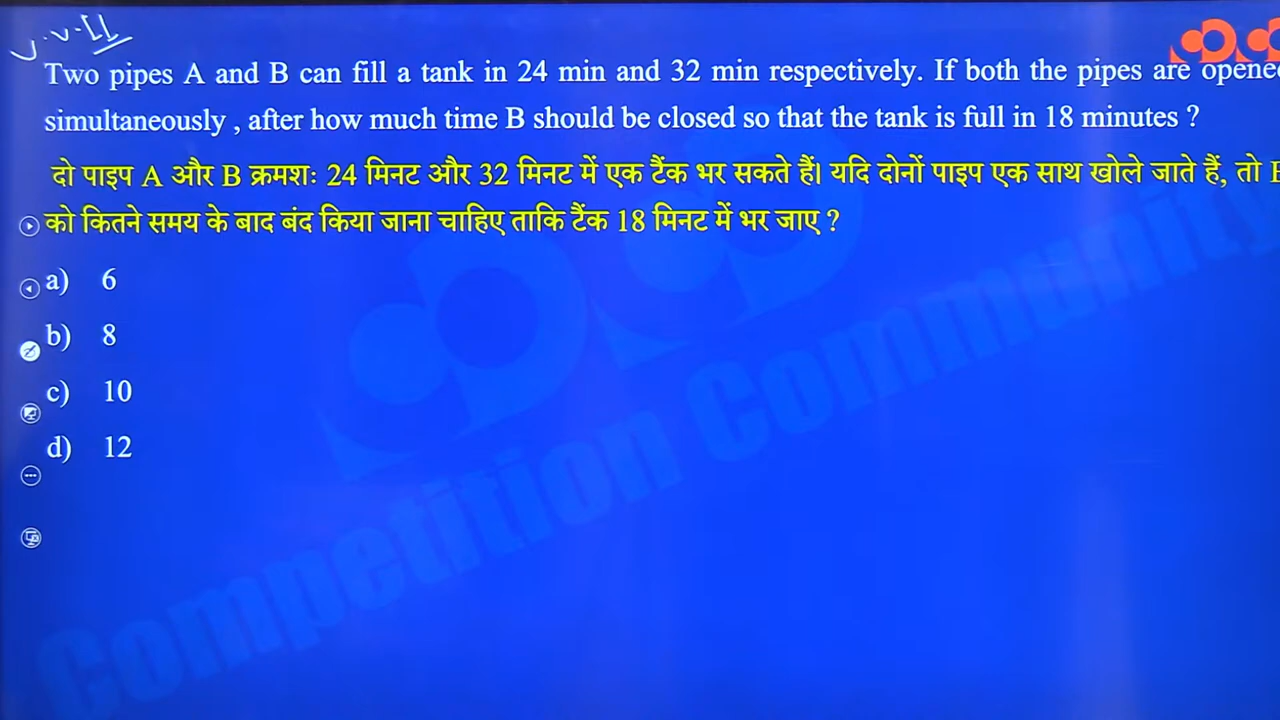 v.v.II
Two pipes A and B can fill a tank in 24 min and 32 min respectively. If both the pipes are opene
simultaneously , after how much time B should be closed so that the tank is full in 18 minutes ?
दो पाइप A और B क्रमशः 24 मिनट और 32 मिनट में एक टैंक भर सकते हैं। यदि दोनों पाइप एक साथ खोले जाते हैं, तो B
को कितने समय के बाद बंद किया जाना चाहिए ताकि टैंक 18 मिनट में भर जाए ?
a) 6
b) 8
c) 10
d) 12
Competition Community